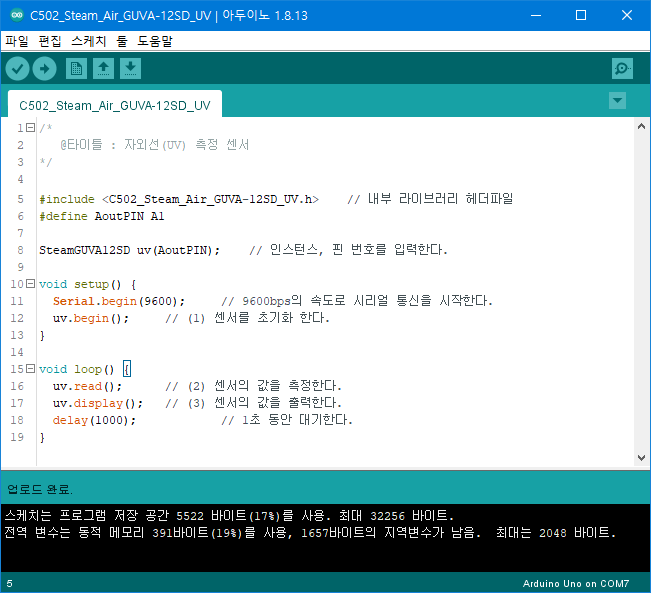 C502_Steam_Air_GUVA-12SD_UV | 아두이노 1.8.13
파일 편집 스케치 툴 도움말
C502_Steam_Air_GUVA-12SD_UV
1 /*
2 @타이틀 : 자외선(UV) 측정 센서
3 */
4
5 #include <C502_Steam_Air_GUVA-12SD_UV.h> // 내부 라이브러리 헤더파일
6 #define AoutPIN A1
7
8 SteamGUVA12SD uv(AoutPIN); // 인스턴스, 핀 번호를 입력한다.
9
10 void setup() {
11 Serial.begin(9600); // 9600bps의 속도로 시리얼 통신을 시작한다.
12 uv.begin(); // (1) 센서를 초기화 한다.
13 }
14
15 void loop() {
16 uv.read(); // (2) 센서의 값을 측정한다.
17 uv.display(); // (3) 센서의 값을 출력한다.
18 delay(1000); // 1초 동안 대기한다.
19 }
업로드 완료.
스케치는 프로그램 저장 공간 5522 바이트(17%)를 사용. 최대 32256 바이트.
전역 변수는 동적 메모리 391바이트(19%)를 사용, 1657바이트의 지역변수가 남음. 최대는 2048 바이트.
5 Arduino Uno on COM7